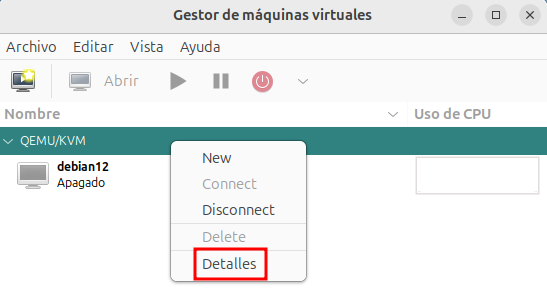 Gestor de máquinas virtuales
Archivo Editar Vista Ayuda
Abrir
Nombre Uso de CPU
QEMU/KVM
debian12
Apagado
New
Connect
Disconnect
Delete
Detalles